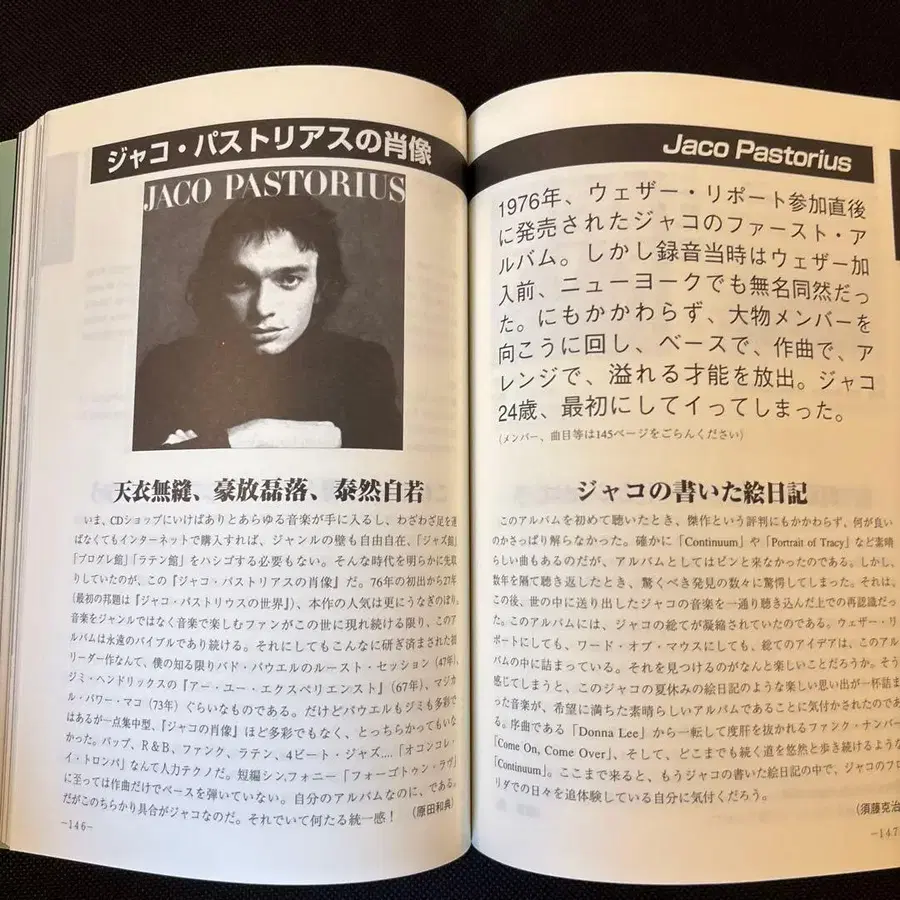 ジャコ・パストリアスの肖像
JACO PASTORIUS
天衣無縫、豪放磊落、泰然自若
いま、CDショップにいけばありとあらゆる音楽が手に入るし、わざわざ足を運
ばなくてもインターネットで購入すれば、ジャンルの壁も自由自在、「ジャズ館」
「プログレ館」「ラテン館」をハシゴする必要もない。そんな時代を明らかに先取
りしていたのが、この『ジャコ・パストリアスの肖像』だ。76年の初出から27年
(最初の邦題は『ジャコ・パストリウスの世界』)、本作の人気は更にうなぎのぼり。
音楽をジャンルではなく音楽で楽しむファンがこの世に現れ続ける限り、このア
ルバムは永遠のバイブルであり続ける。それにしてもこんなに研ぎ済まされた初
リーダー作なんて、僕の知る限りバド・パウエルのルースト・セッション(47年)、
ジミ・ヘンドリックスの『アー・ユー・エクスペリエンスト』(67年)、マジカ
ル・パワー・マコ(73年)ぐらいなものである。だけどパウエルもジミも多彩で
はあるが一点集中型、『ジャコの肖像』ほど多彩でもなく、とっちらかってもいな
かった。バップ、R&B、ファンク、ラテン、4ビート・ジャズ....「オコンコレ・
イ・トロンパ」なんて人力テクノだ。短編シンフォニー「フォーゴトゥン・ラヴ」
に至っては作曲だけでベースを弾いていない。自分のアルバムなのに、である。
だがこのちらかり具合がジャコなのだ。それでいて何たる統一感! (原田和典)
−146−
Jaco Pastorius
1976年、ウェザー・リポート参加直後
に発売されたジャコのファースト・ア
ルバム。しかし録音当時はウェザー加
入前、ニューヨークでも無名同然だっ
た。にもかかわらず、大物メンバーを
向こうに回し、ベースで、作曲で、ア
レンジで、溢れる才能を放出。ジャコ
24歳、最初にしてイってしまった。
(メンバー、曲目等は145ページをごらんください)
ジャコの書いた絵日記
このアルバムを初めて聴いたとき、傑作という評判にもかかわらず、何が良い
のかさっぱり解らなかった。確かに「Continuum」や「Portrait of Tracy」など素晴
らしい曲もあるのだが、アルバムとしてはピンと来なかったのである。しかし、
数年を隔て聴き返したとき、驚くべき発見の数々に驚愕してしまった。それは、
この後、世の中に送り出したジャコの音楽を一通り聴き込んだ上での再認識だっ
た。このアルバムには、ジャコの総てが凝縮されていたのである。ウェザー・リ
ポートにしても、ワード・オブ・マウスにしても、総てのアイデアは、このアル
バムの中に詰まっている。それを見つけるのがなんと楽しいことだろうか。そう
感じてしまうと、このジャコの夏休みの絵日記のような楽しい思い出が一杯詰ま
った音楽が、希望に満ちた素晴らしいアルバムであることに気付かされたのであ
る。序曲である「Donna Lee」から一転して度肝を抜かれるファンク・ナンバー
「Come On, Come Over」、そして、どこまでも続く道を悠然と歩き続けるような
「Continuum」。ここまで来ると、もうジャコの書いた絵日記の中で、ジャコのフロ
リダでの日々を追体験している自分に気付くだろう。
(須藤克治
−147